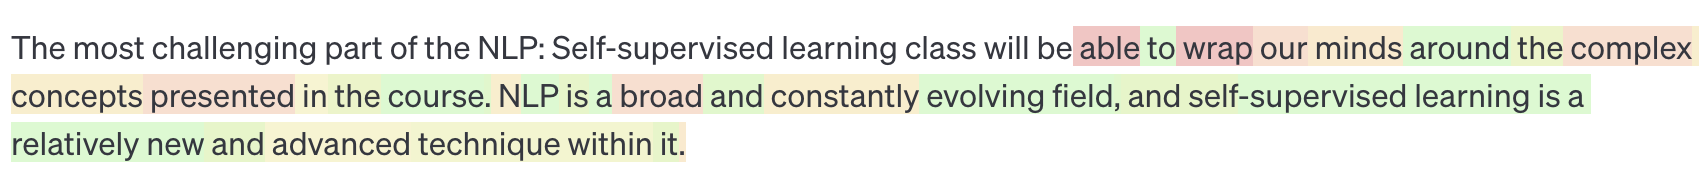 The most challenging part of the NLP: Self-supervised learning class will be able to wrap our minds around the complex
concepts presented in the course. NLP is a broad and constantly evolving field, and self-supervised learning is a
relatively new and advanced technique within it.